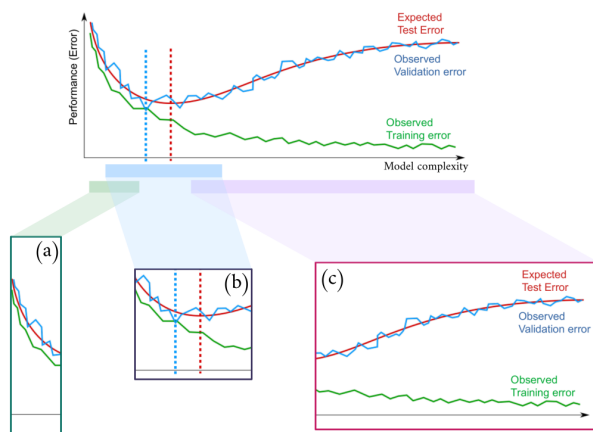 Performance (Error)
Expected
Test Error
Observed
Validation error
Observed
Training error
Model complexity
(a)
(b)
(c)
Expected
Test Error
Observed
Validation error
Observed
Training error